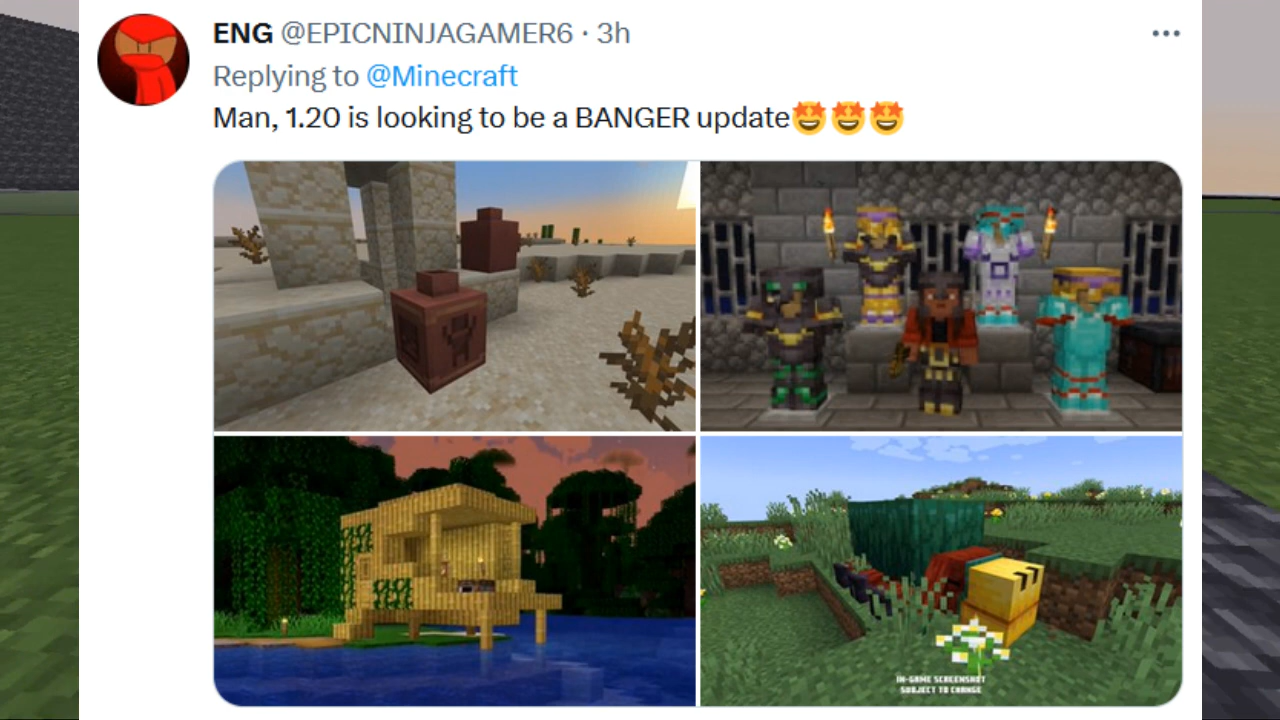 ENG @EPICNINJAGAMER6 · 3h
Replying to @Minecraft
Man, 1.20 is looking to be a BANGER update🤩🤩🤩
IN-GAME SCREENSHOT
SUBJECT TO CHANGE